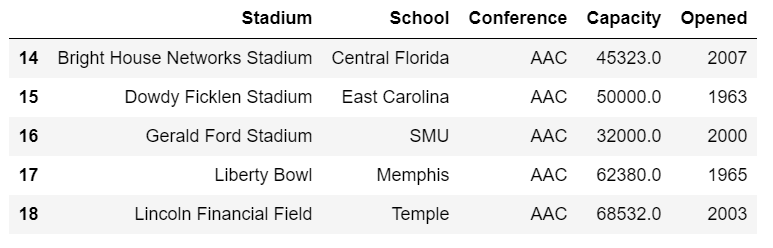 Stadium School Conference Capacity Opened
14 Bright House Networks Stadium Central Florida AAC 45323.0 2007
15 Dowdy Ficklen Stadium East Carolina AAC 50000.0 1963
16 Gerald Ford Stadium SMU AAC 32000.0 2000
17 Liberty Bowl Memphis AAC 62380.0 1965
18 Lincoln Financial Field Temple AAC 68532.0 2003